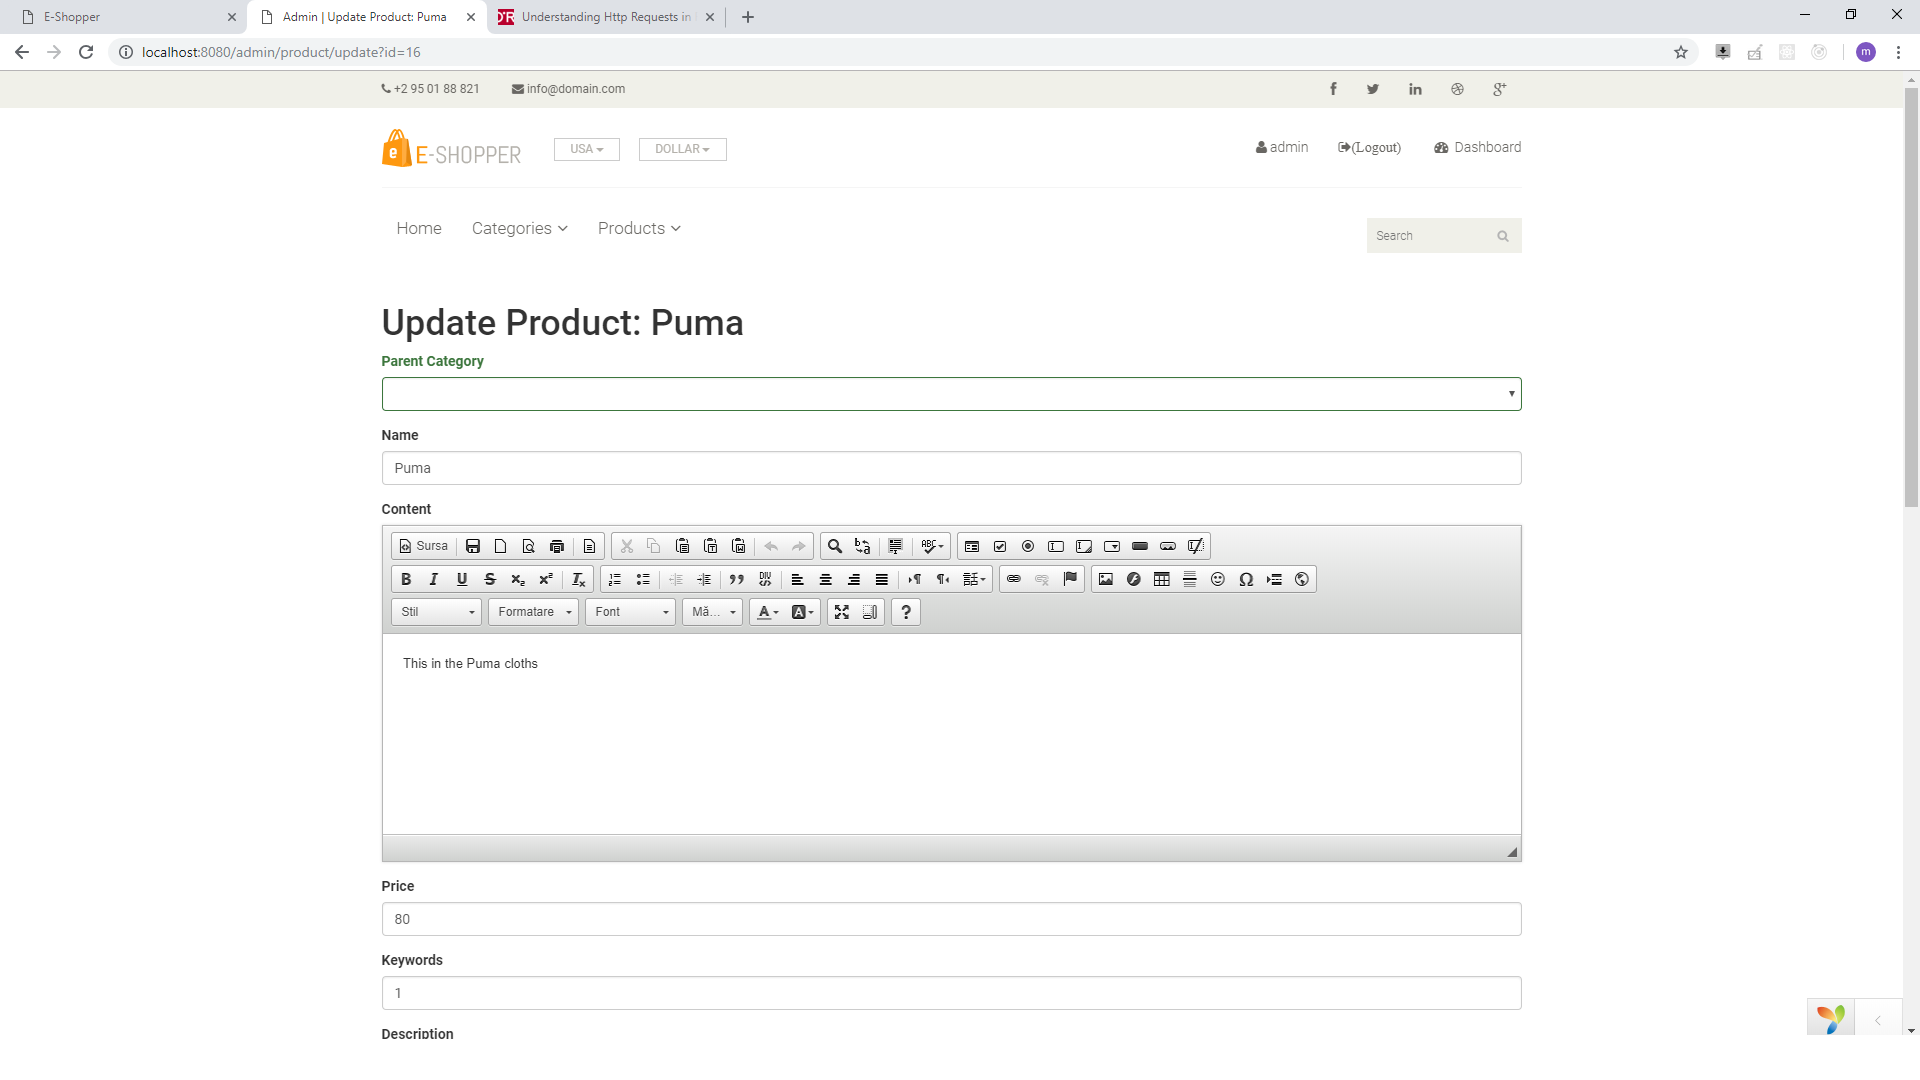 E-Shopper
Admin | Update Product: Puma
Understanding Http Requests in
localhost:8080/admin/product/update?id=16
m
+2 95 01 88 821
info@domain.com
e E-SHOPPER
USA
DOLLAR
admin
(Logout)
Dashboard
Home
Categories
Products
Search
Update Product: Puma
Parent Category
Name
Puma
Content
Sursa
Stil
Formatare
Font
Mă...
This in the Puma cloths
Price
80
Keywords
1
Description